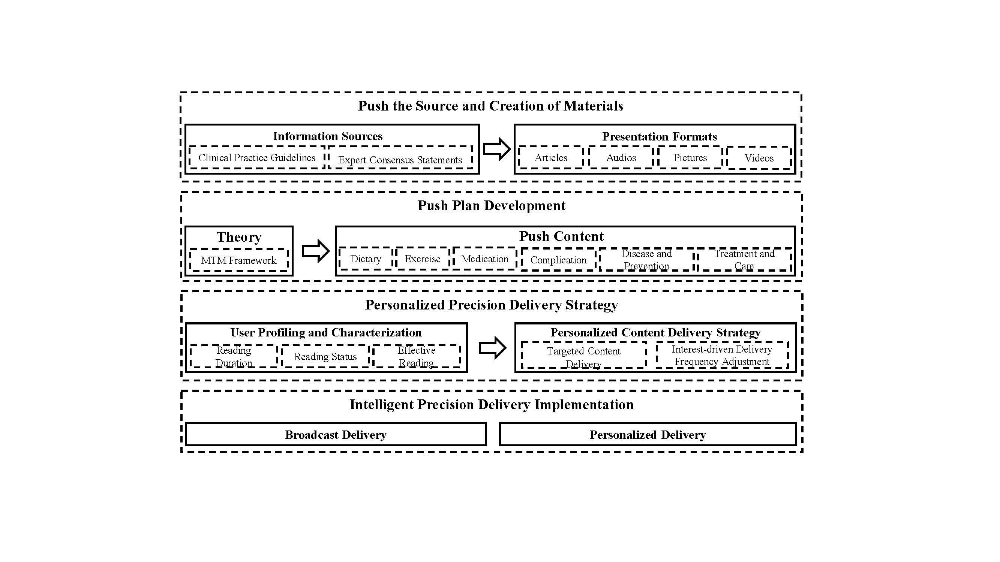 Push the Source and Creation of Materials
Information Sources
Clinical Practice Guidelines
Expert Consensus Statements
Presentation Formats
Articles
Audios
Pictures
Videos
Push Plan Development
Theory
MTM Framework
Push Content
Dietary
Exercise
Medication
Complication
Disease and
Prevention
Treatment and
Care
Personalized Precision Delivery Strategy
User Profiling and Characterization
Reading
Duration
Reading Status
Effective
Reading
Personalized Content Delivery Strategy
Targeted Content
Delivery
Interest-driven Delivery
Frequency Adjustment
Intelligent Precision Delivery Implementation
Broadcast Delivery
Personalized Delivery